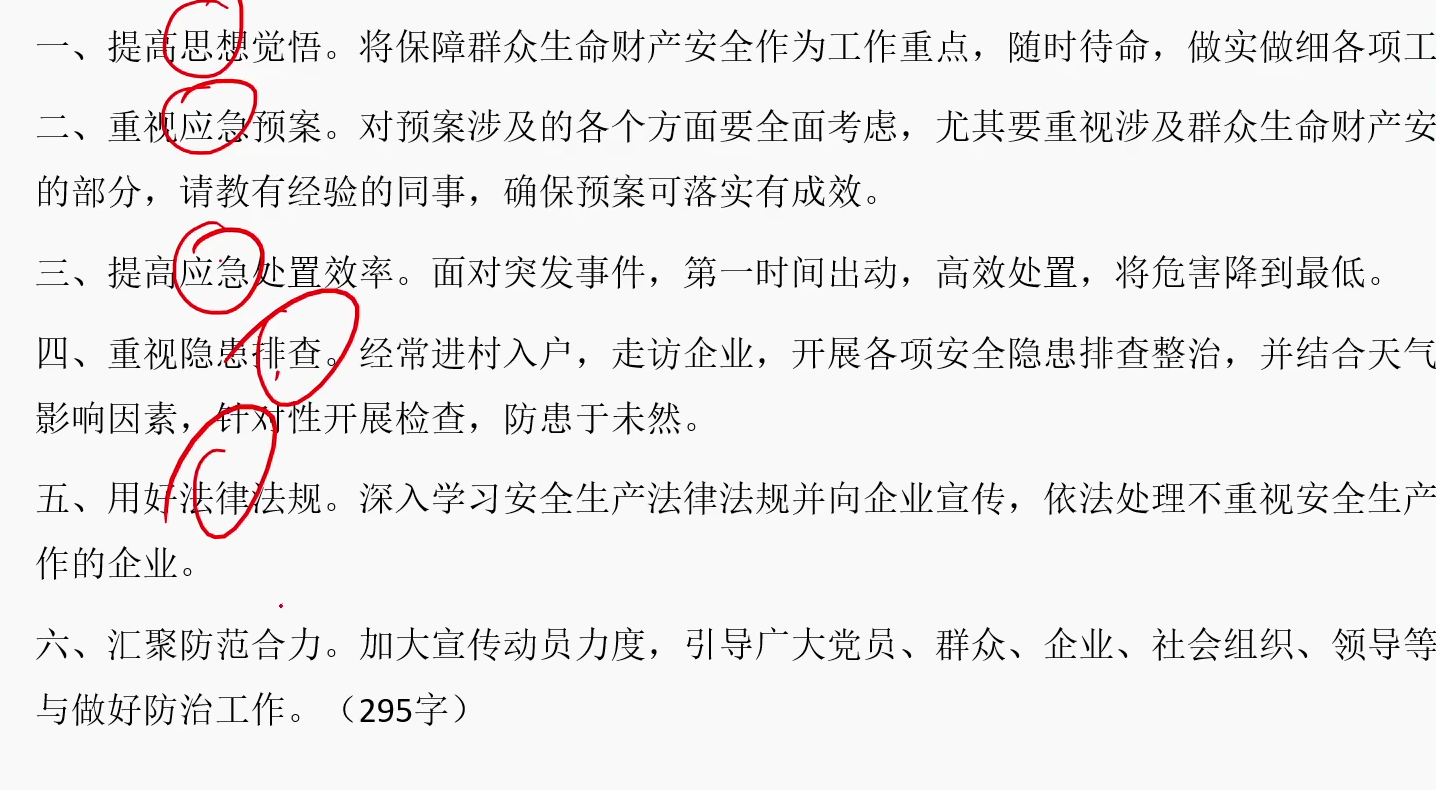 一、提高思想觉悟。将保障群众生命财产安全作为工作重点，随时待命，做实做细各项工
二、重视应急预案。对预案涉及的各个方面要全面考虑，尤其要重视涉及群众生命财产安
的部分，请教有经验的同事，确保预案可落实有成效。
三、提高应急处置效率。面对突发事件，第一时间出动，高效处置，将危害降到最低。
四、重视隐患排查。经常进村入户，走访企业，开展各项安全隐患排查整治，并结合天气
影响因素，针对性开展检查，防患于未然。
五、用好法律法规。深入学习安全生产法律法规并向企业宣传，依法处理不重视安全生产
作的企业。
六、汇聚防范合力。加大宣传动员力度，引导广大党员、群众、企业、社会组织、领导等
与做好防治工作。（295字）